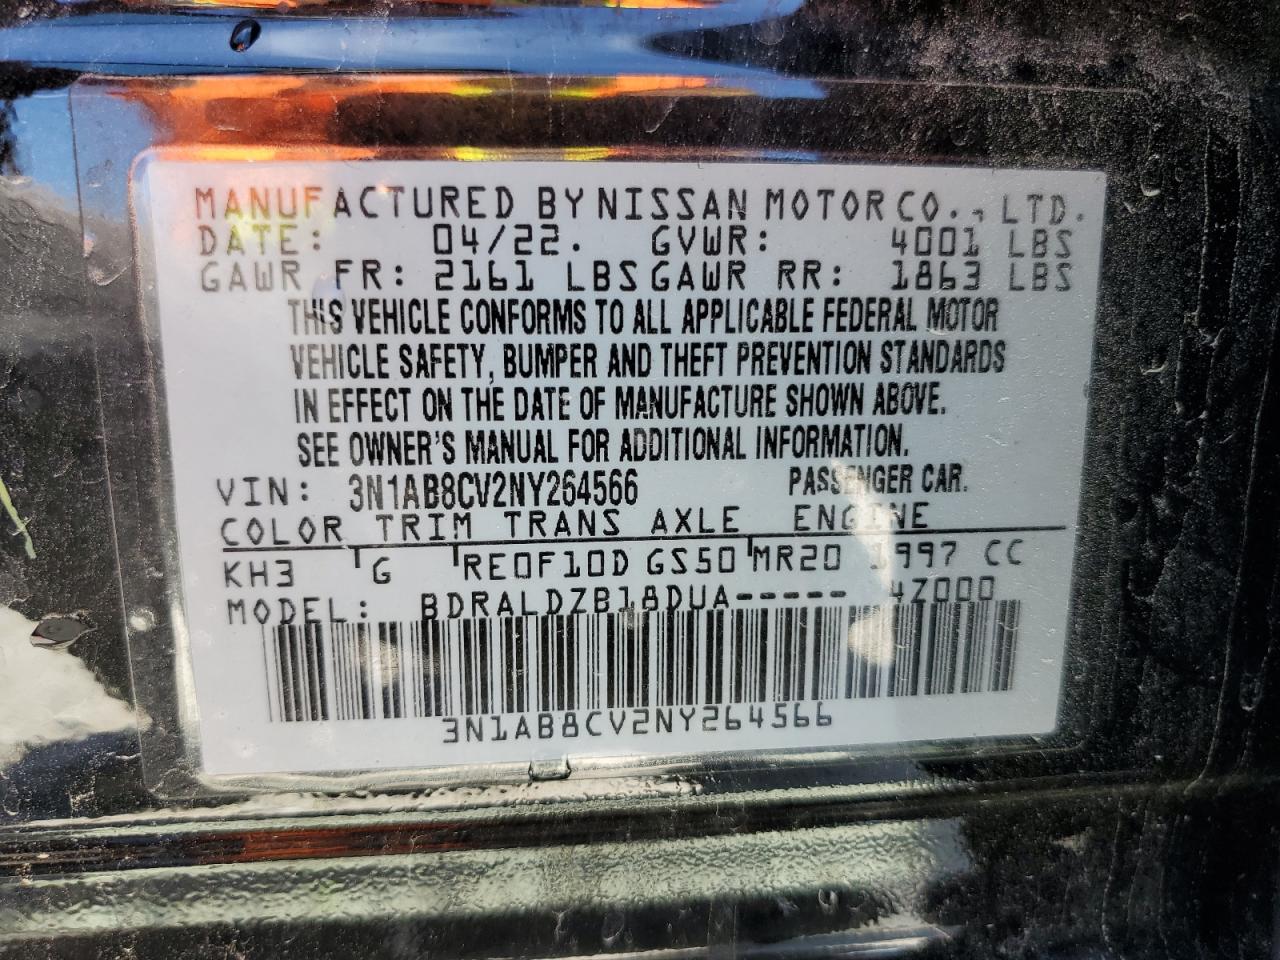 MANUFACTURED BY NISSAN MOTOR CO., LTD.
DATE: 04/22. GVWR: 4001 LBS
GAWR FR: 2161 LBS GAWR RR: 1863 LBS
THIS VEHICLE CONFORMS TO ALL APPLICABLE FEDERAL MOTOR
VEHICLE SAFETY, BUMPER AND THEFT PREVENTION STANDARDS
IN EFFECT ON THE DATE OF MANUFACTURE SHOWN ABOVE.
SEE OWNER'S MANUAL FOR ADDITIONAL INFORMATION.
VIN: 3N1AB8CV2NY264566 PASSENGER CAR.
COLOR TRIM TRANS AXLE ENGINE
KH3 G RE0F10D GS50 MR20 1997 CC
MODEL: BDRALDZB18DUA----- 4Z000
3N1AB8CV2NY264566